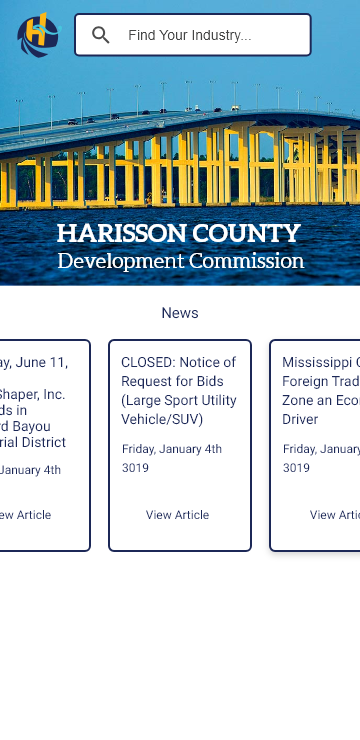 H
Find Your Industry...
HARISSON COUNTY
Development Commission
News
ay, June 11,
Shaper, Inc.
ds in
rd Bayou
rial District
January 4th
ew Article
CLOSED: Notice of
Request for Bids
(Large Sport Utility
Vehicle/SUV)
Friday, January 4th
3019
View Article
Mississippi
Foreign Trad
Zone an Eco
Driver
Friday, January
3019
View Artic